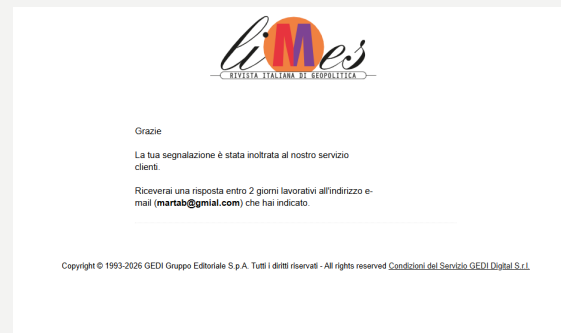 liMes
RIVISTA ITALIANA DI GEOPOLITICA
Grazie
La tua segnalazione è stata inoltrata al nostro servizio
clienti.
Riceverai una risposta entro 2 giorni lavorativi all'indirizzo e-
mail (martab@gmial.com) che hai indicato.
Copyright © 1993-2026 GEDI Gruppo Editoriale S.p.A. Tutti i diritti riservati - All rights reserved Condizioni del Servizio GEDI Digital S.r.l.